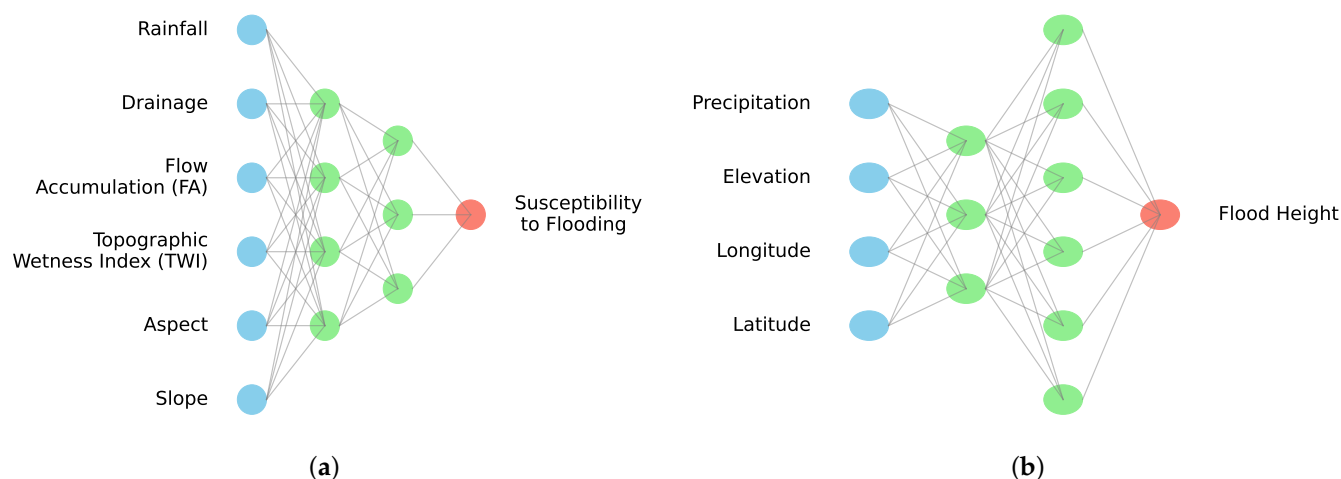 Rainfall
Drainage
Flow
Accumulation (FA)
Topographic
Wetness Index (TWI)
Aspect
Slope
Susceptibility
to Flooding
(a)
Precipitation
Elevation
Longitude
Latitude
Flood Height
(b)